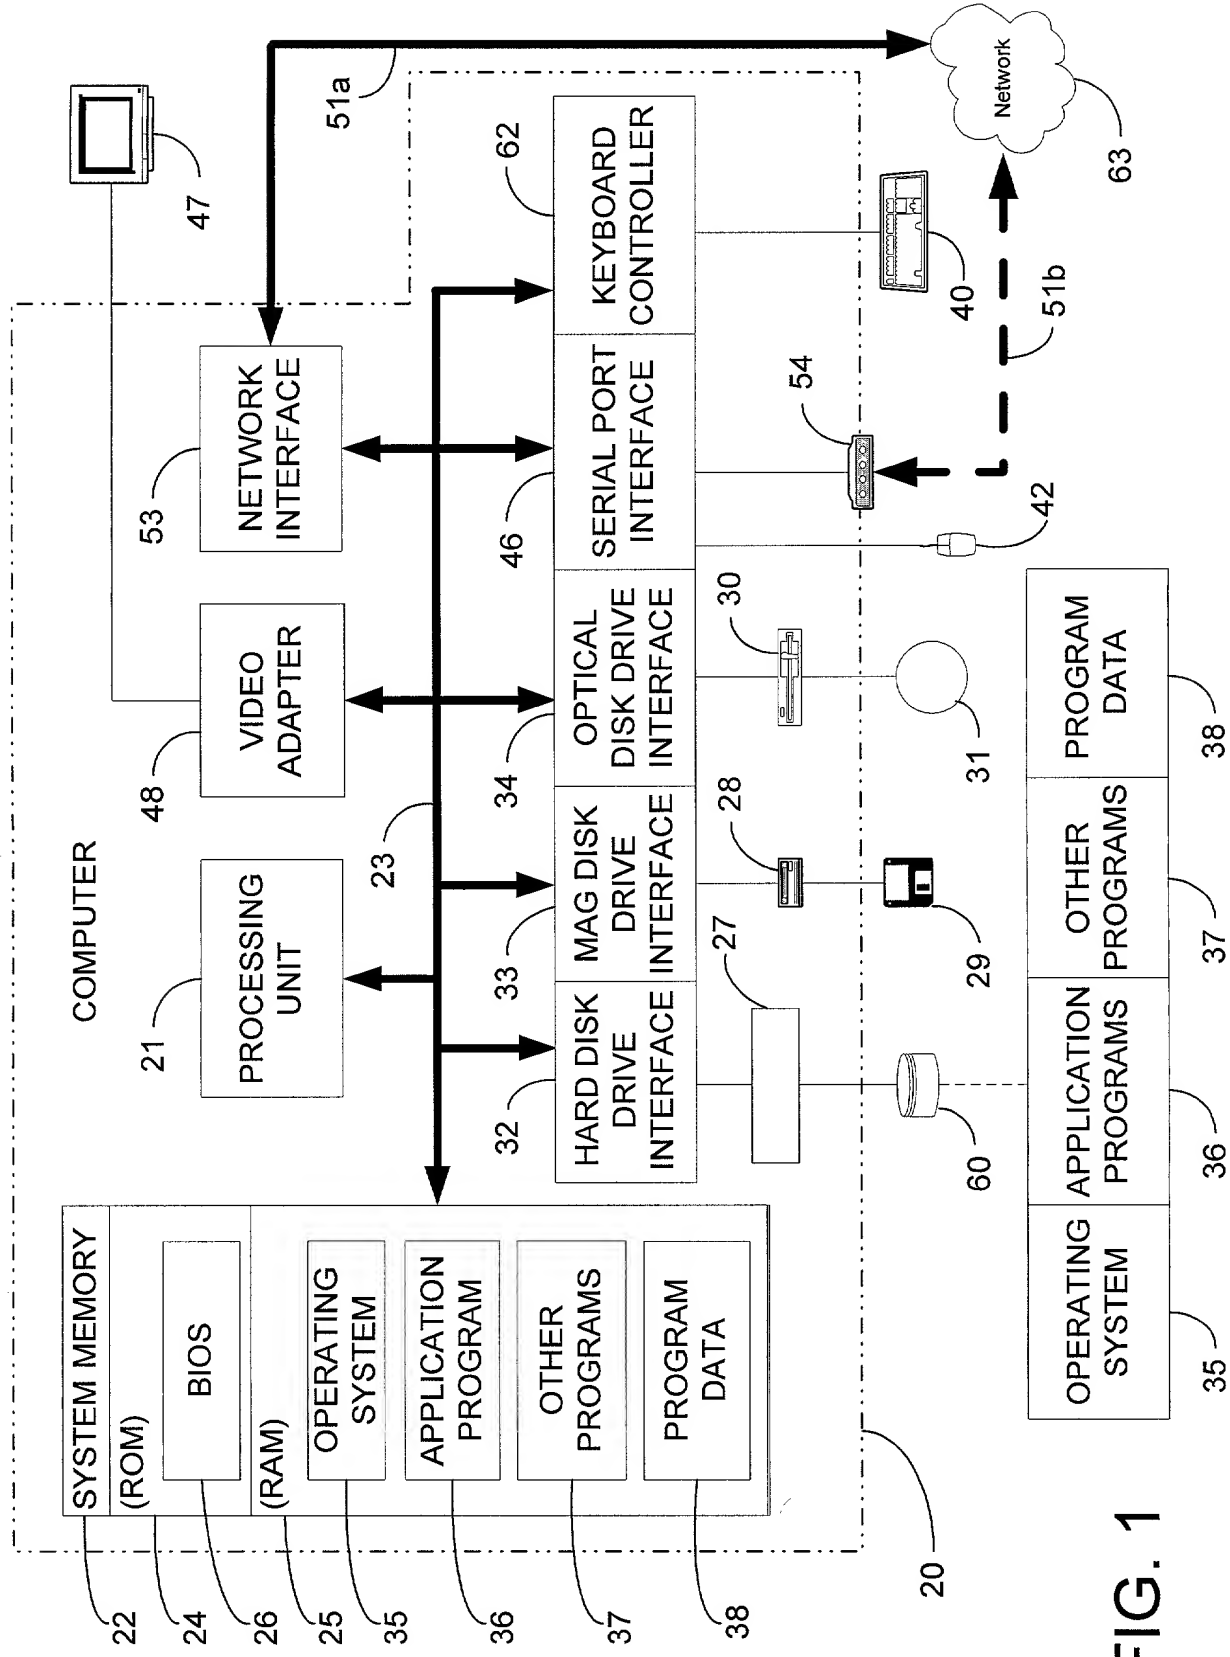 COMPUTER
22
SYSTEM MEMORY
24
(ROM)
26
BIOS
25
(RAM)
35
OPERATING
SYSTEM
36
APPLICATION
PROGRAM
37
OTHER
PROGRAMS
38
PROGRAM
DATA
20
21
PROCESSING
UNIT
48
VIDEO
ADAPTER
53
NETWORK
INTERFACE
47
51a
23
32
HARD DISK
DRIVE
INTERFACE
33
MAG DISK
DRIVE
INTERFACE
34
OPTICAL
DISK DRIVE
INTERFACE
46
SERIAL PORT
INTERFACE
62
KEYBOARD
CONTROLLER
27
28
30
54
60
29
31
42
40
51b
Network
63
OPERATING
SYSTEM
APPLICATION
PROGRAMS
OTHER
PROGRAMS
PROGRAM
DATA
35
36
37
38
FIG. 1